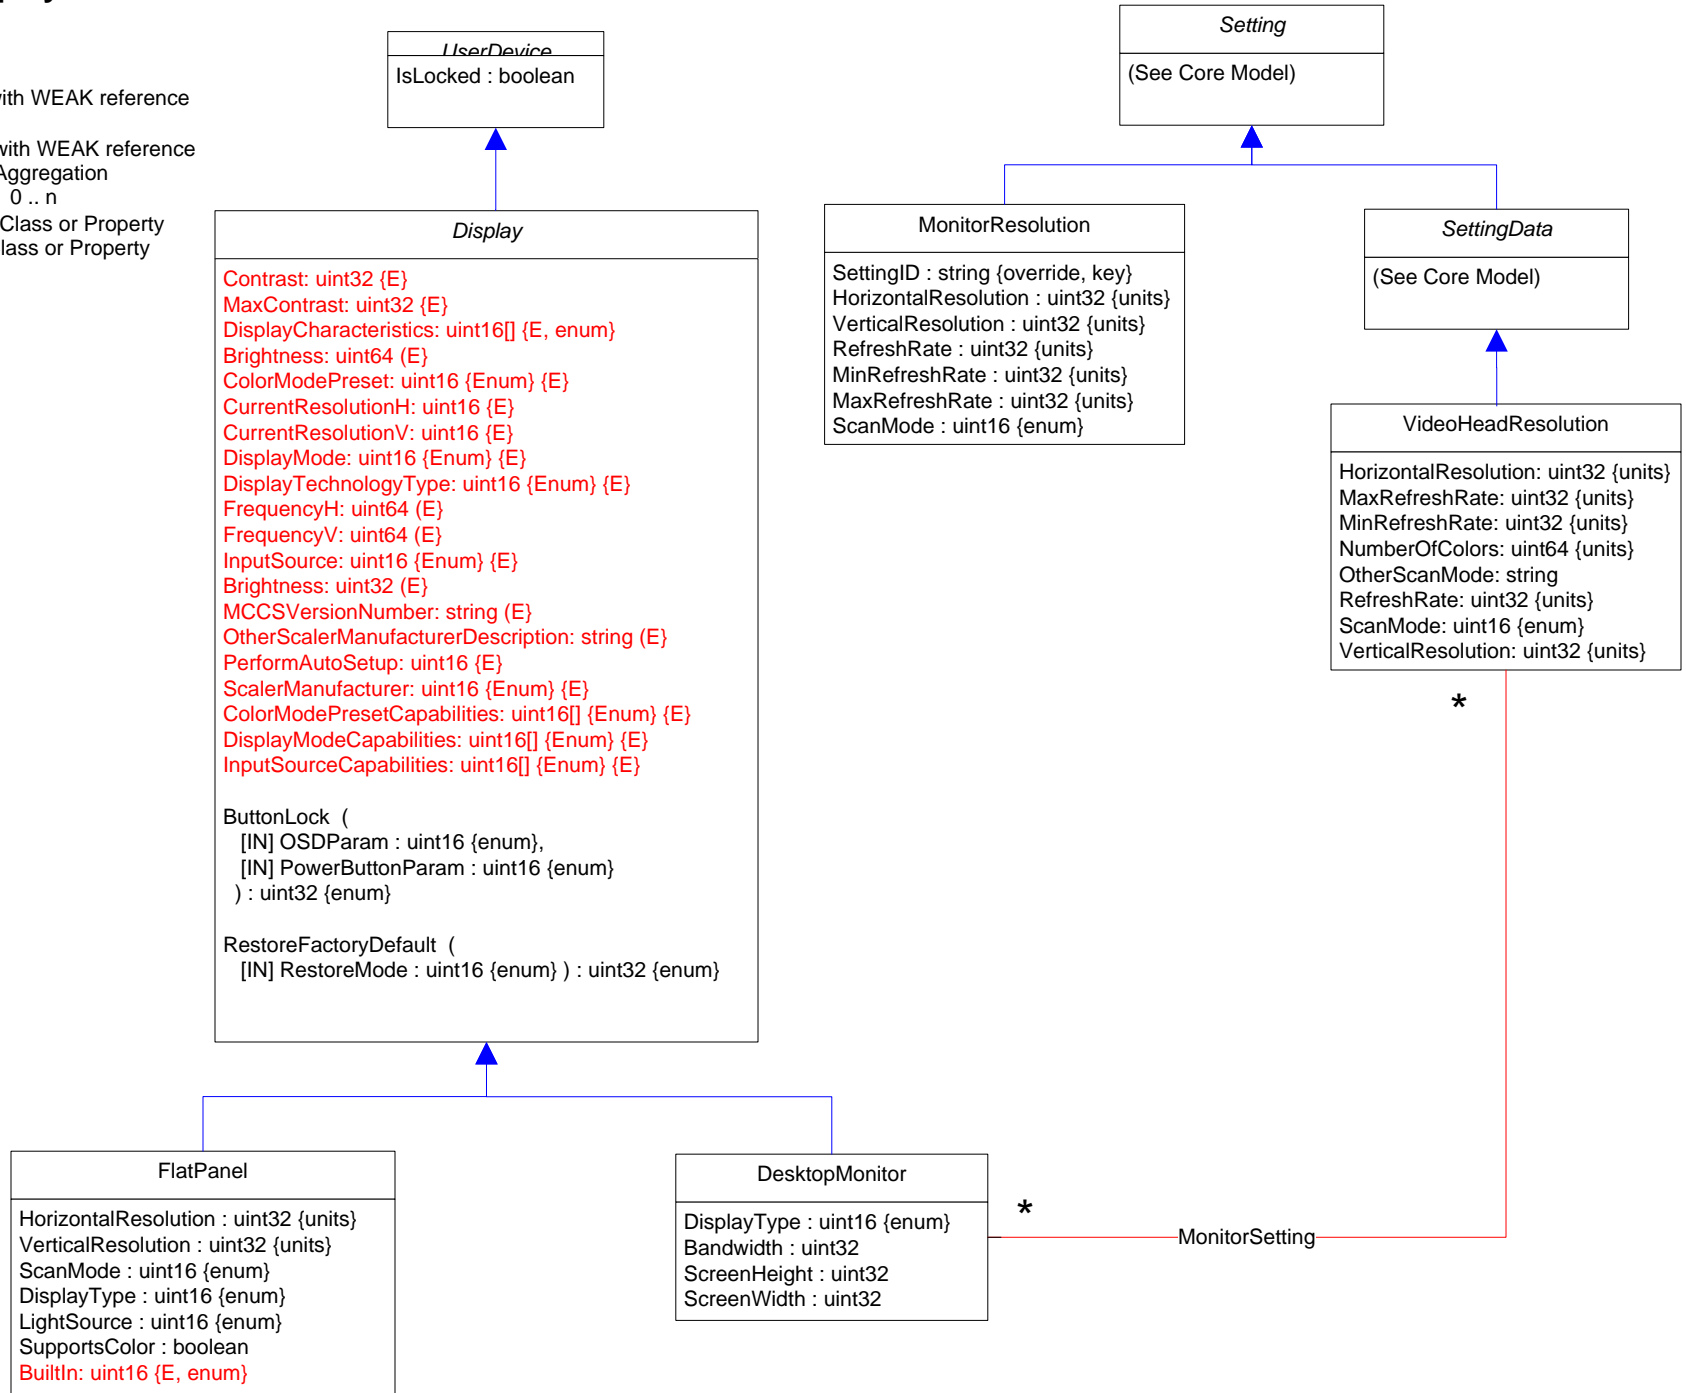 with WEAK reference
with WEAK reference
Aggregation
0 .. n
Class or Property
lass or Property
UserDevice
IsLocked : boolean
Setting
(See Core Model)
Display
Contrast: uint32 {E}
MaxContrast: uint32 {E}
DisplayCharacteristics: uint16[] {E, enum}
Brightness: uint64 (E}
ColorModePreset: uint16 {Enum} {E}
CurrentResolutionH: uint16 {E}
CurrentResolutionV: uint16 {E}
DisplayMode: uint16 {Enum} {E}
DisplayTechnologyType: uint16 {Enum} {E}
FrequencyH: uint64 (E}
FrequencyV: uint64 (E}
InputSource: uint16 {Enum} {E}
Brightness: uint32 (E}
MCCSVersionNumber: string (E}
OtherScalerManufacturerDescription: string (E}
PerformAutoSetup: uint16 {E}
ScalerManufacturer: uint16 {Enum} {E}
ColorModePresetCapabilities: uint16[] {Enum} {E}
DisplayModeCapabilities: uint16[] {Enum} {E}
InputSourceCapabilities: uint16[] {Enum} {E}
ButtonLock (
[IN] OSDParam : uint16 {enum},
[IN] PowerButtonParam : uint16 {enum}
) : uint32 {enum}
RestoreFactoryDefault (
[IN] RestoreMode : uint16 {enum} ) : uint32 {enum}
MonitorResolution
SettingID : string {override, key}
HorizontalResolution : uint32 {units}
VerticalResolution : uint32 {units}
RefreshRate : uint32 {units}
MinRefreshRate : uint32 {units}
MaxRefreshRate : uint32 {units}
ScanMode : uint16 {enum}
SettingData
(See Core Model)
VideoHeadResolution
HorizontalResolution: uint32 {units}
MaxRefreshRate: uint32 {units}
MinRefreshRate: uint32 {units}
NumberOfColors: uint64 {units}
OtherScanMode: string
RefreshRate: uint32 {units}
ScanMode: uint16 {enum}
VerticalResolution: uint32 {units}
*
FlatPanel
HorizontalResolution : uint32 {units}
VerticalResolution : uint32 {units}
ScanMode : uint16 {enum}
DisplayType : uint16 {enum}
LightSource : uint16 {enum}
SupportsColor : boolean
BuiltIn: uint16 {E, enum}
DesktopMonitor
DisplayType : uint16 {enum}
Bandwidth : uint32
ScreenHeight : uint32
ScreenWidth : uint32
*
MonitorSetting